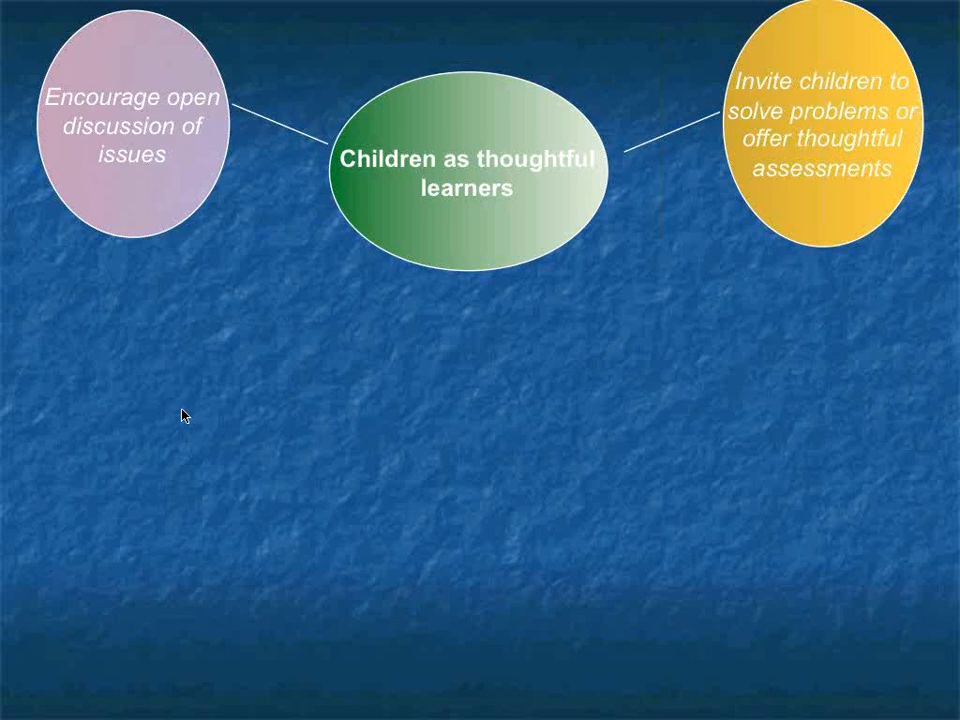 Encourage open
discussion of
issues
Children as thoughtful
learners
Invite children to
solve problems or
offer thoughtful
assessments